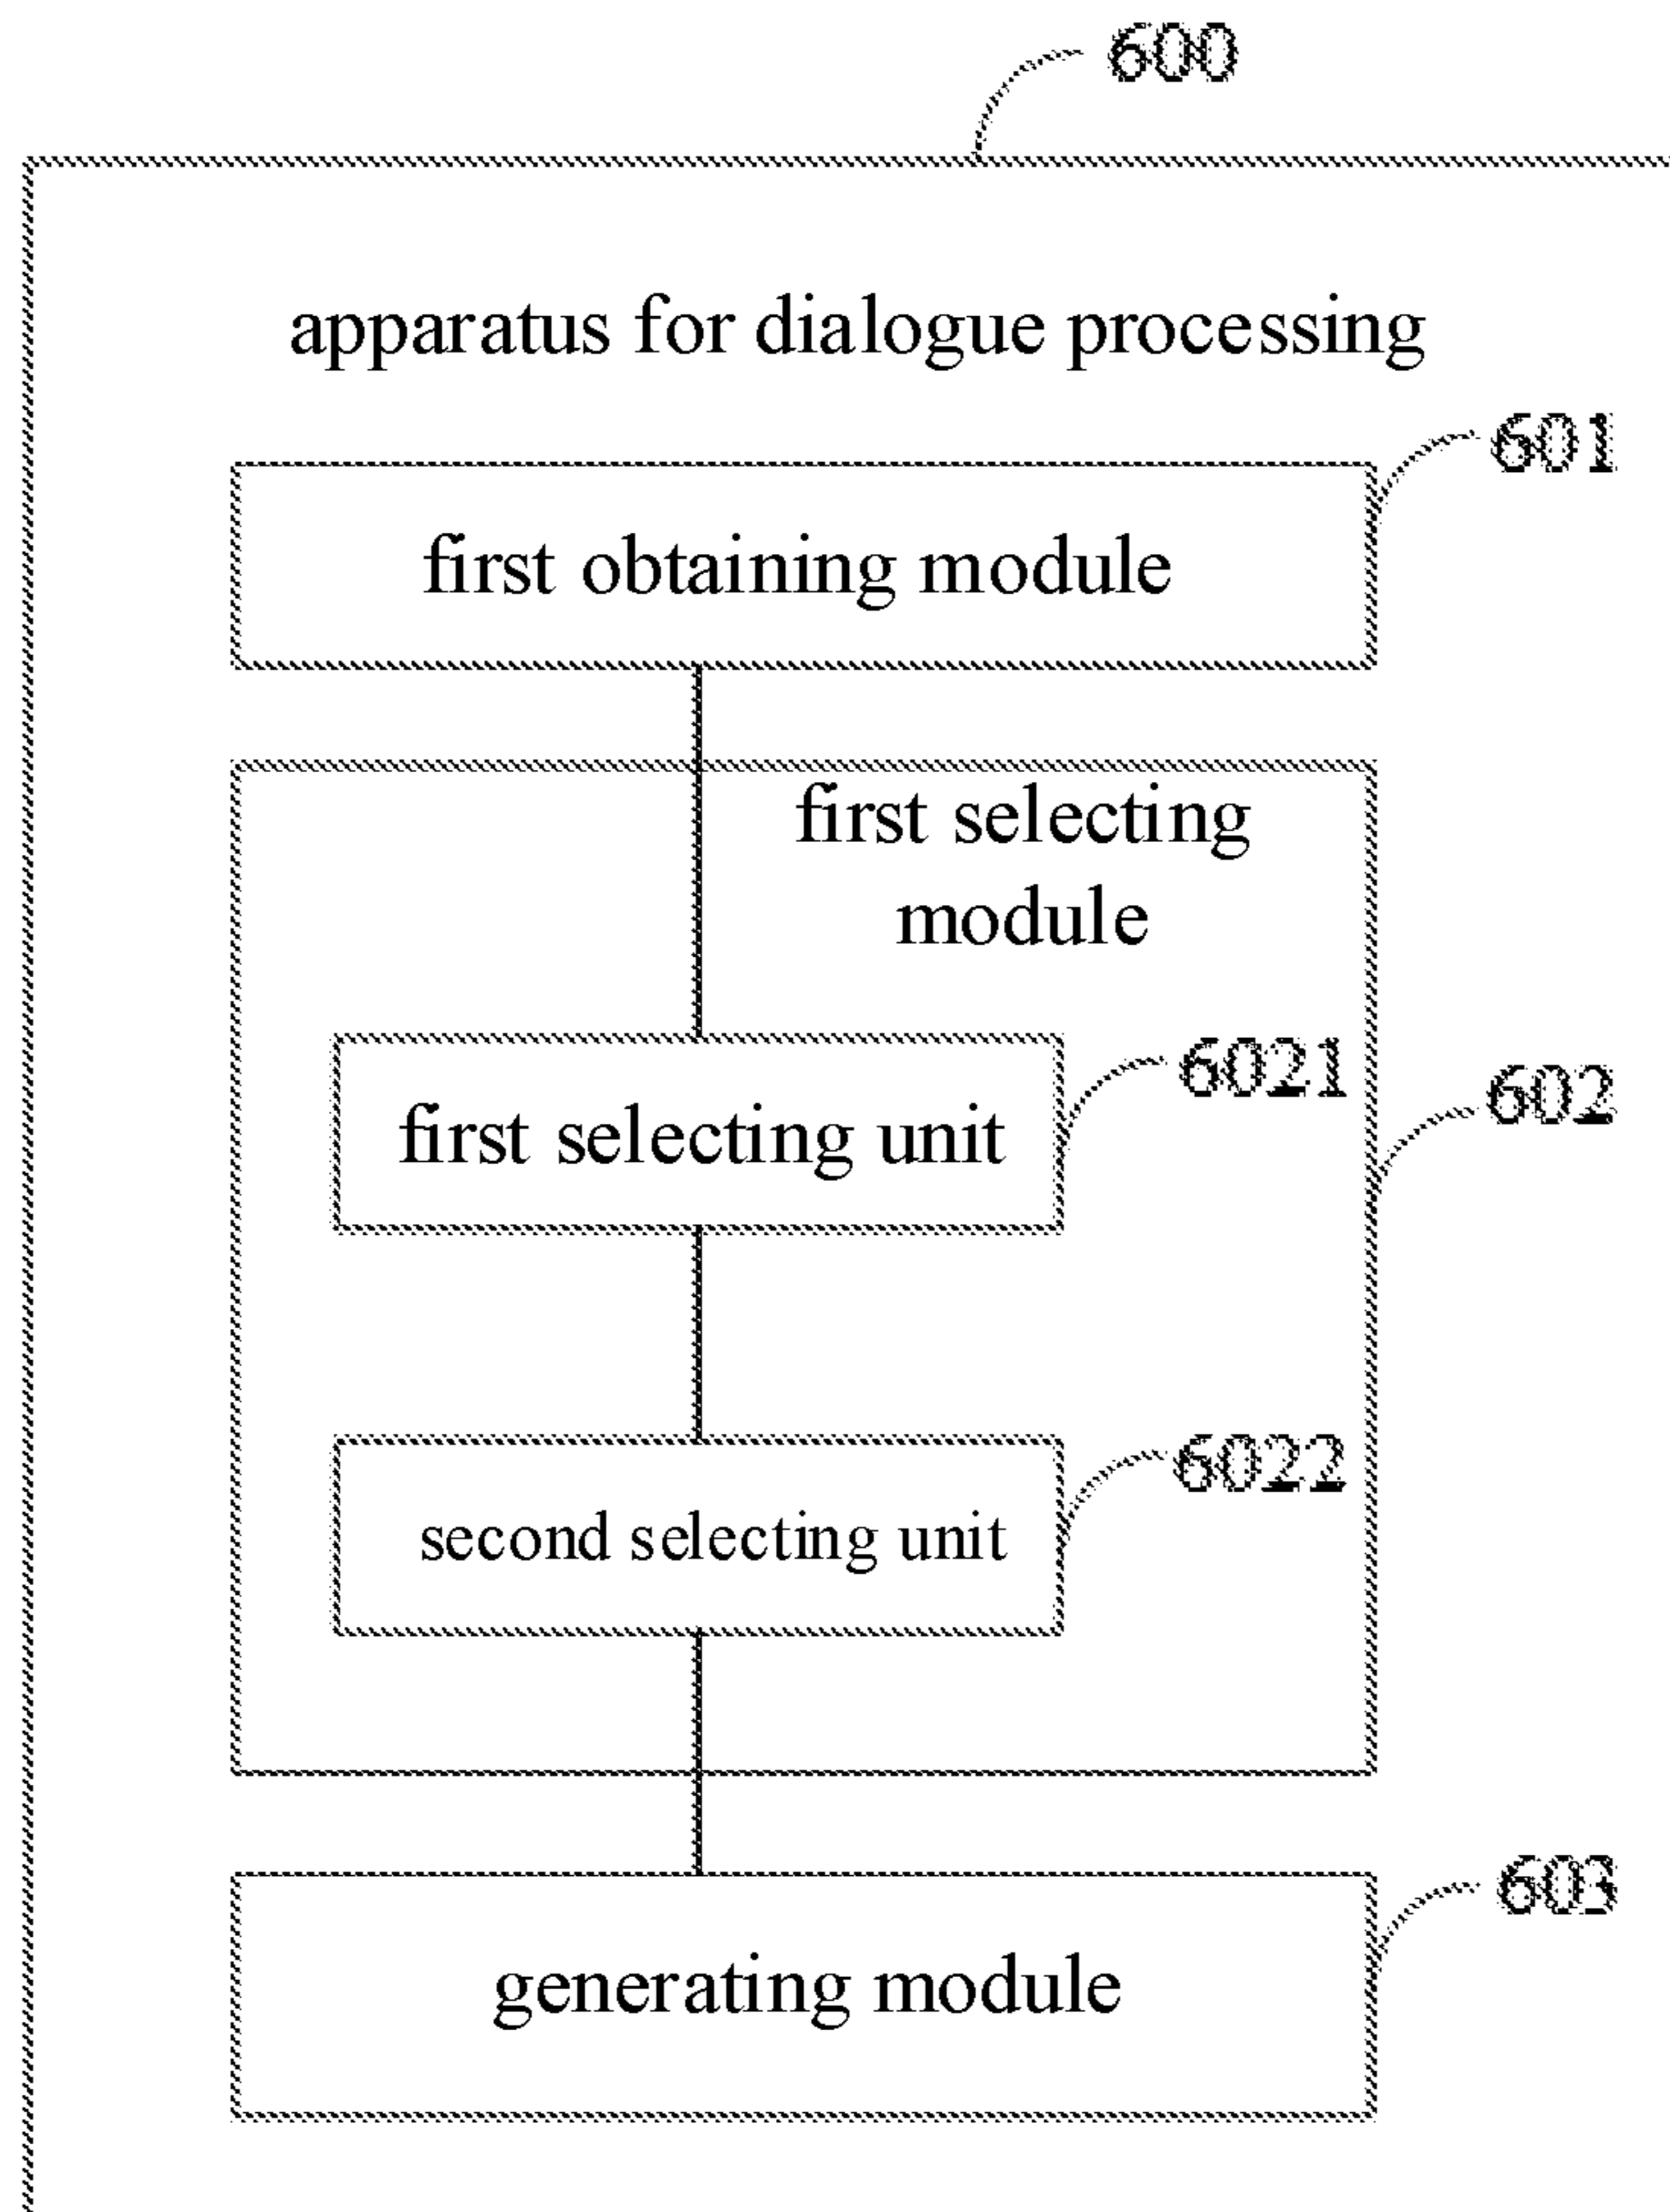 600
apparatus for dialogue processing
601
first obtaining module
first selecting
module
6021
first selecting unit
602
6022
second selecting unit
603
generating module